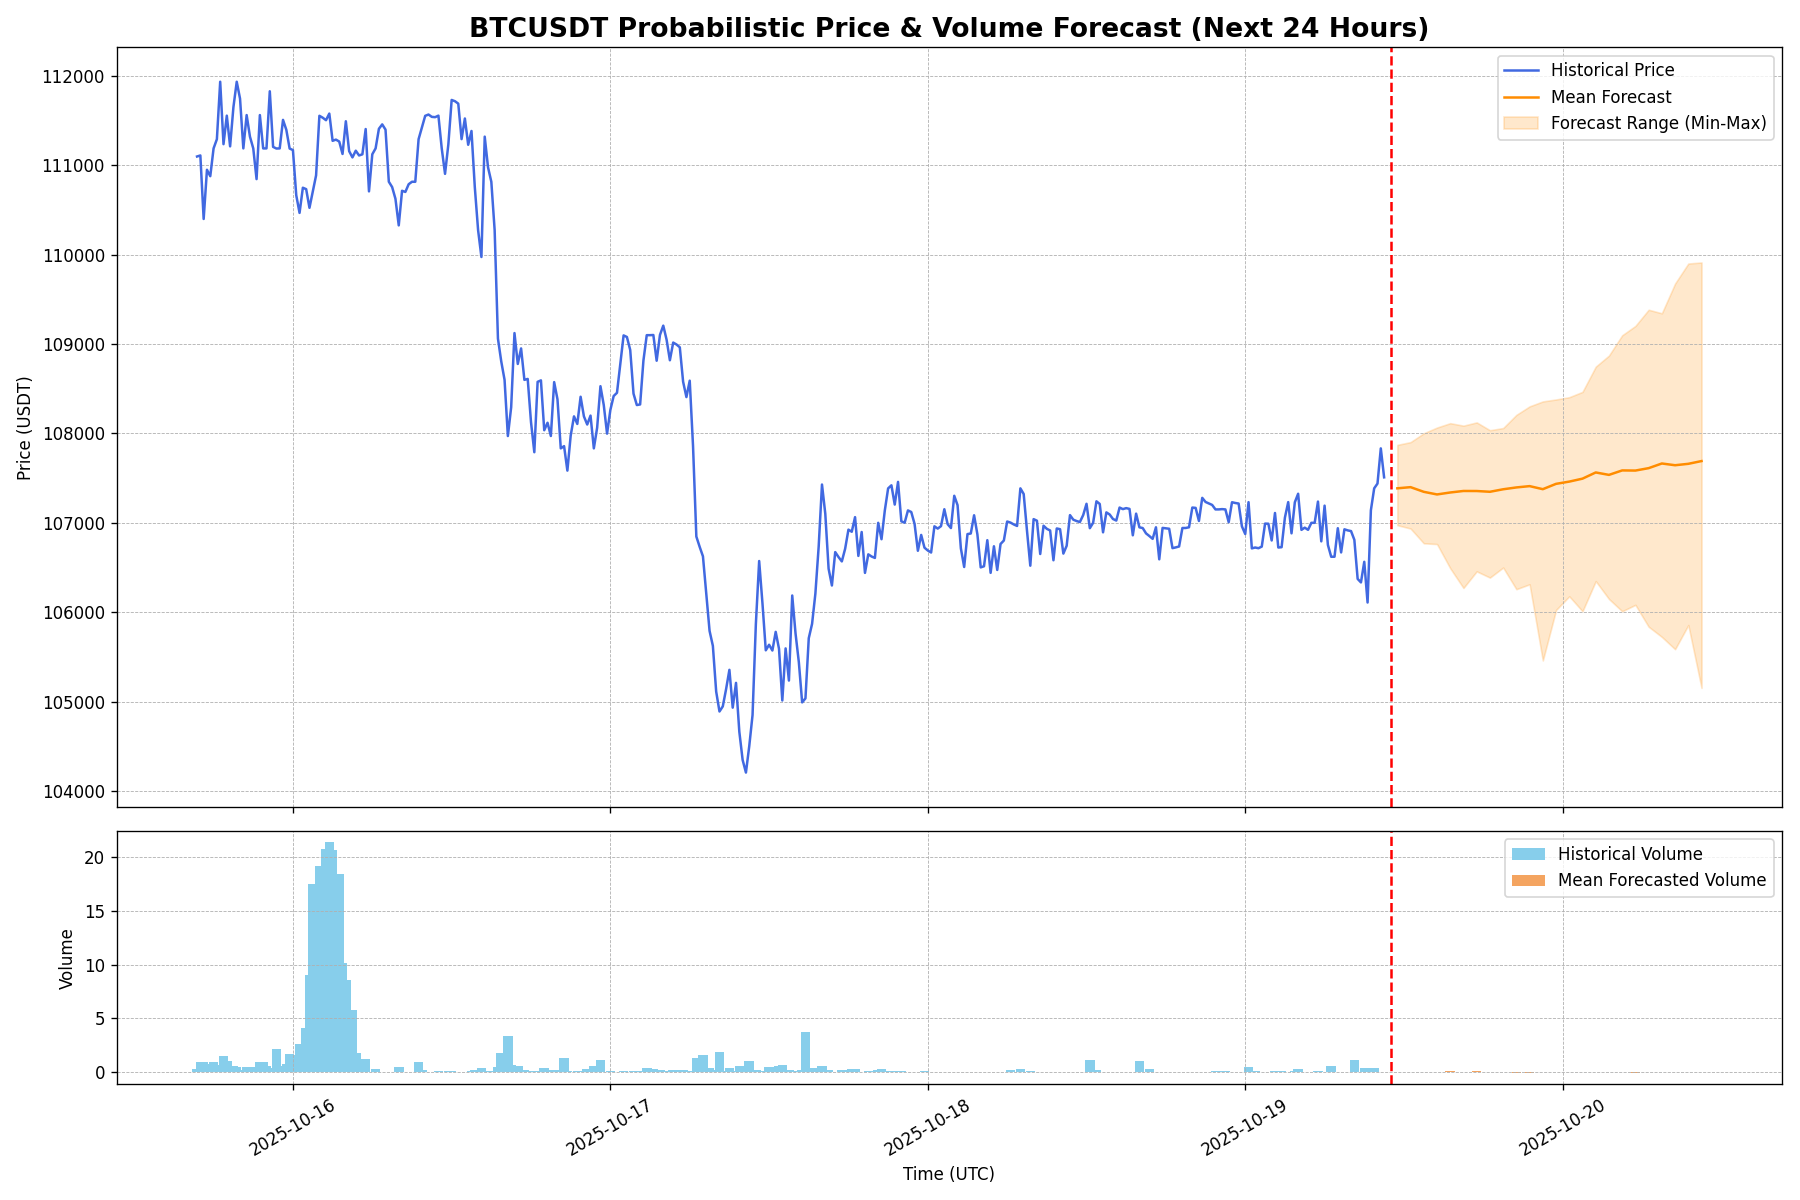 BTCUSDT Probabilistic Price & Volume Forecast (Next 24 Hours)
Historical Price
Mean Forecast
Forecast Range (Min-Max)
Price (USDT)
112000
111000
110000
109000
108000
107000
106000
105000
104000
Historical Volume
Mean Forecasted Volume
Volume
20
15
10
5
0
2025-10-16
2025-10-17
2025-10-18
2025-10-19
2025-10-20
Time (UTC)